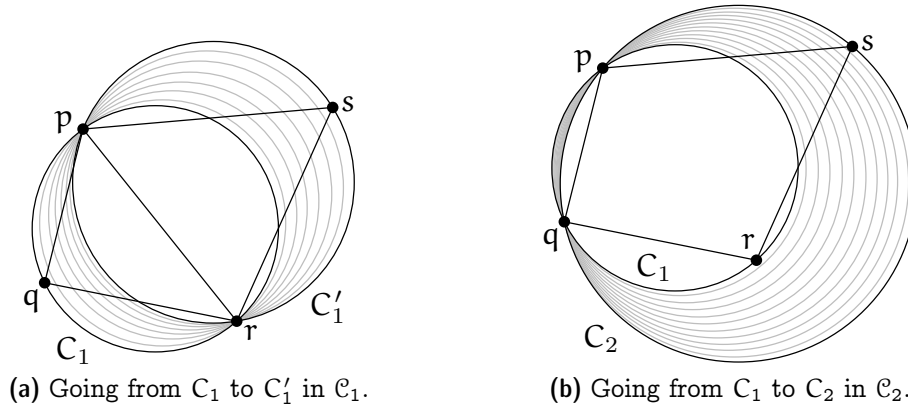 p
s
q
r
C₁
C₁′
(a) Going from C₁ to C₁′ in 𝒞₁.
p
s
q
r
C₁
C₂
(b) Going from C₁ to C₂ in 𝒞₂.